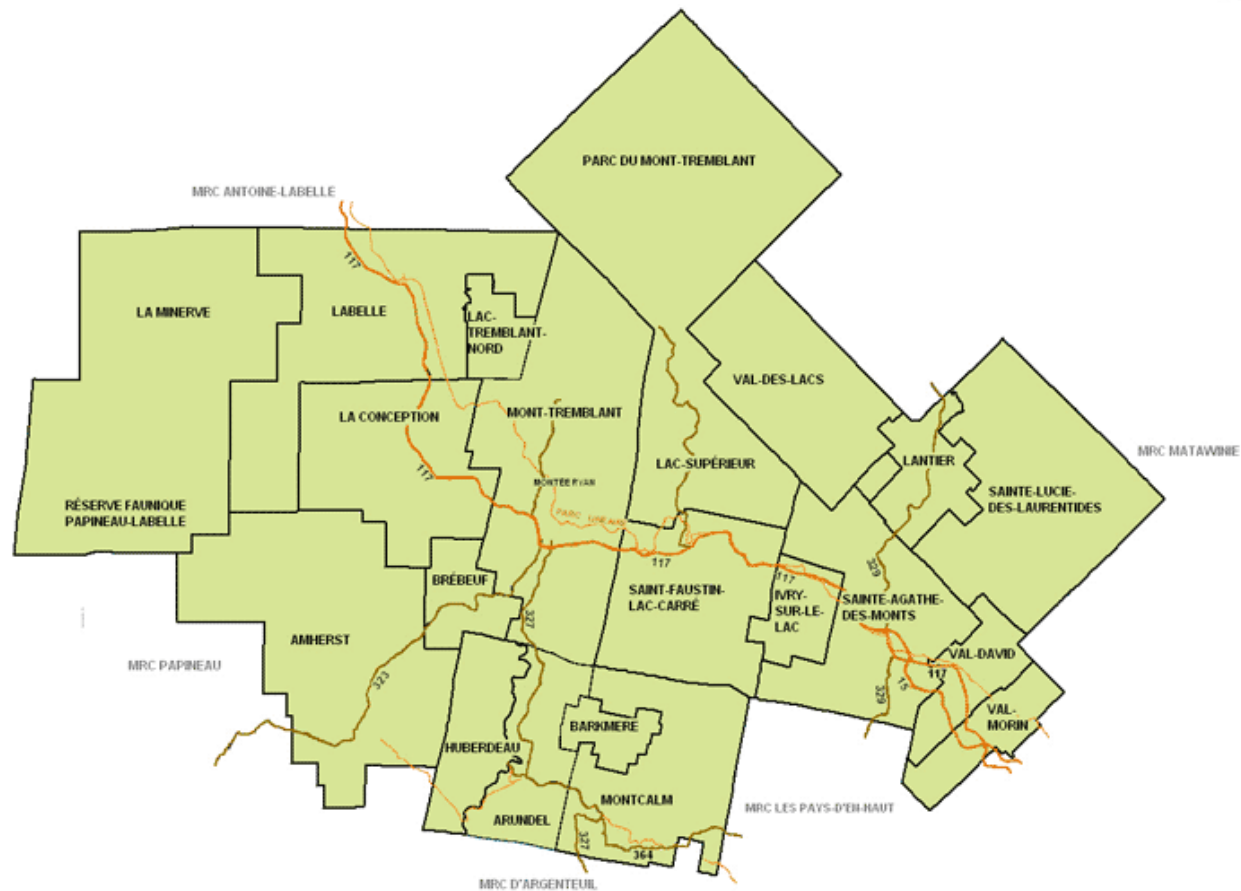 PARC DU MONT-TREMBLANT
MRC ANTOINE-LABELLE
117
LA MINERVE
LABELLE
LAC-
TREMBLANT-
NORD
VAL-DES-LACS
LA CONCEPTION
MONT-TREMBLANT
MRC MATAWINIE
LAC-SUPÉRIEUR
LANTIER
117
MONTÉE RYAN
SAINTE-LUCIE-
DES-LAURENTIDES
RÉSERVE FAUNIQUE
PAPINEAU-LABELLE
PARC LINÉAIRE
117
329
117
BRÉBEUF
SAINT-FAUSTIN-
LAC-CARRÉ
IVRY-
SUR-LE-
LAC
SAINTE-AGATHE-
DES-MONTS
327
AMHERST
VAL-DAVID
MRC PAPINEAU
323
329
15
117
VAL-
MORIN
BARKMERE
HUBERDEAU
MONTCALM
MRC LES PAYS-D'EN-HAUT
ARUNDEL
327
364
MRC D'ARGENTEUIL